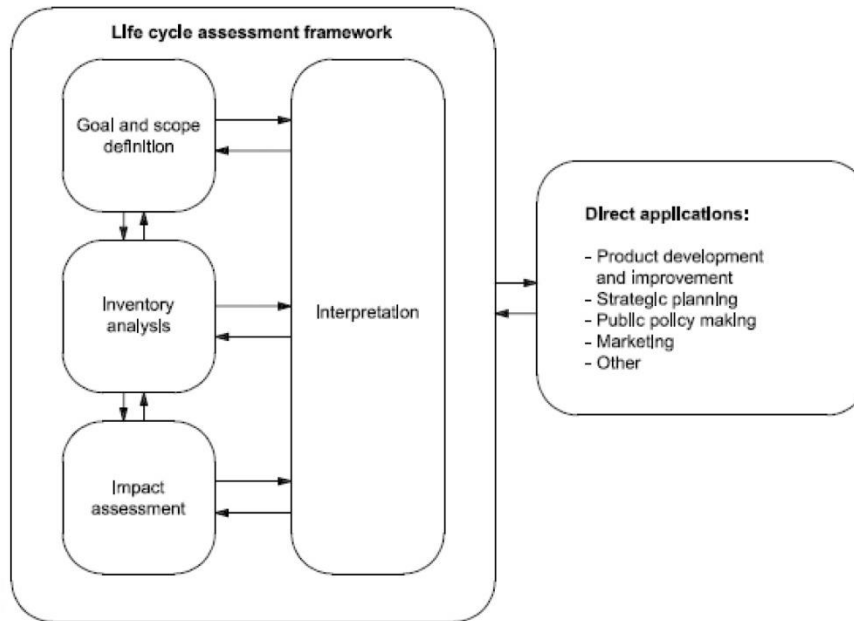 Life cycle assessment framework
Goal and scope
definition
Inventory
analysis
Impact
assessment
Interpretation
Direct applications:
– Product development
and improvement
– Strategic planning
– Public policy making
– Marketing
– Other